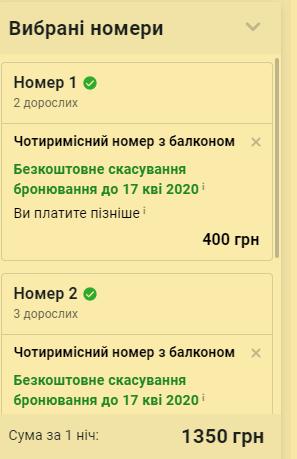 Вибрані номери
Номер 1
2 дорослих
Чотиримісний номер з балконом
Безкоштовне скасування
бронювання до 17 кві 2020 i
Ви платите пізніше i
400 грн
Номер 2
3 дорослих
Чотиримісний номер з балконом
Безкоштовне скасування
бронювання до 17 кві 2020 i
Сума за 1 ніч: 1350 грн